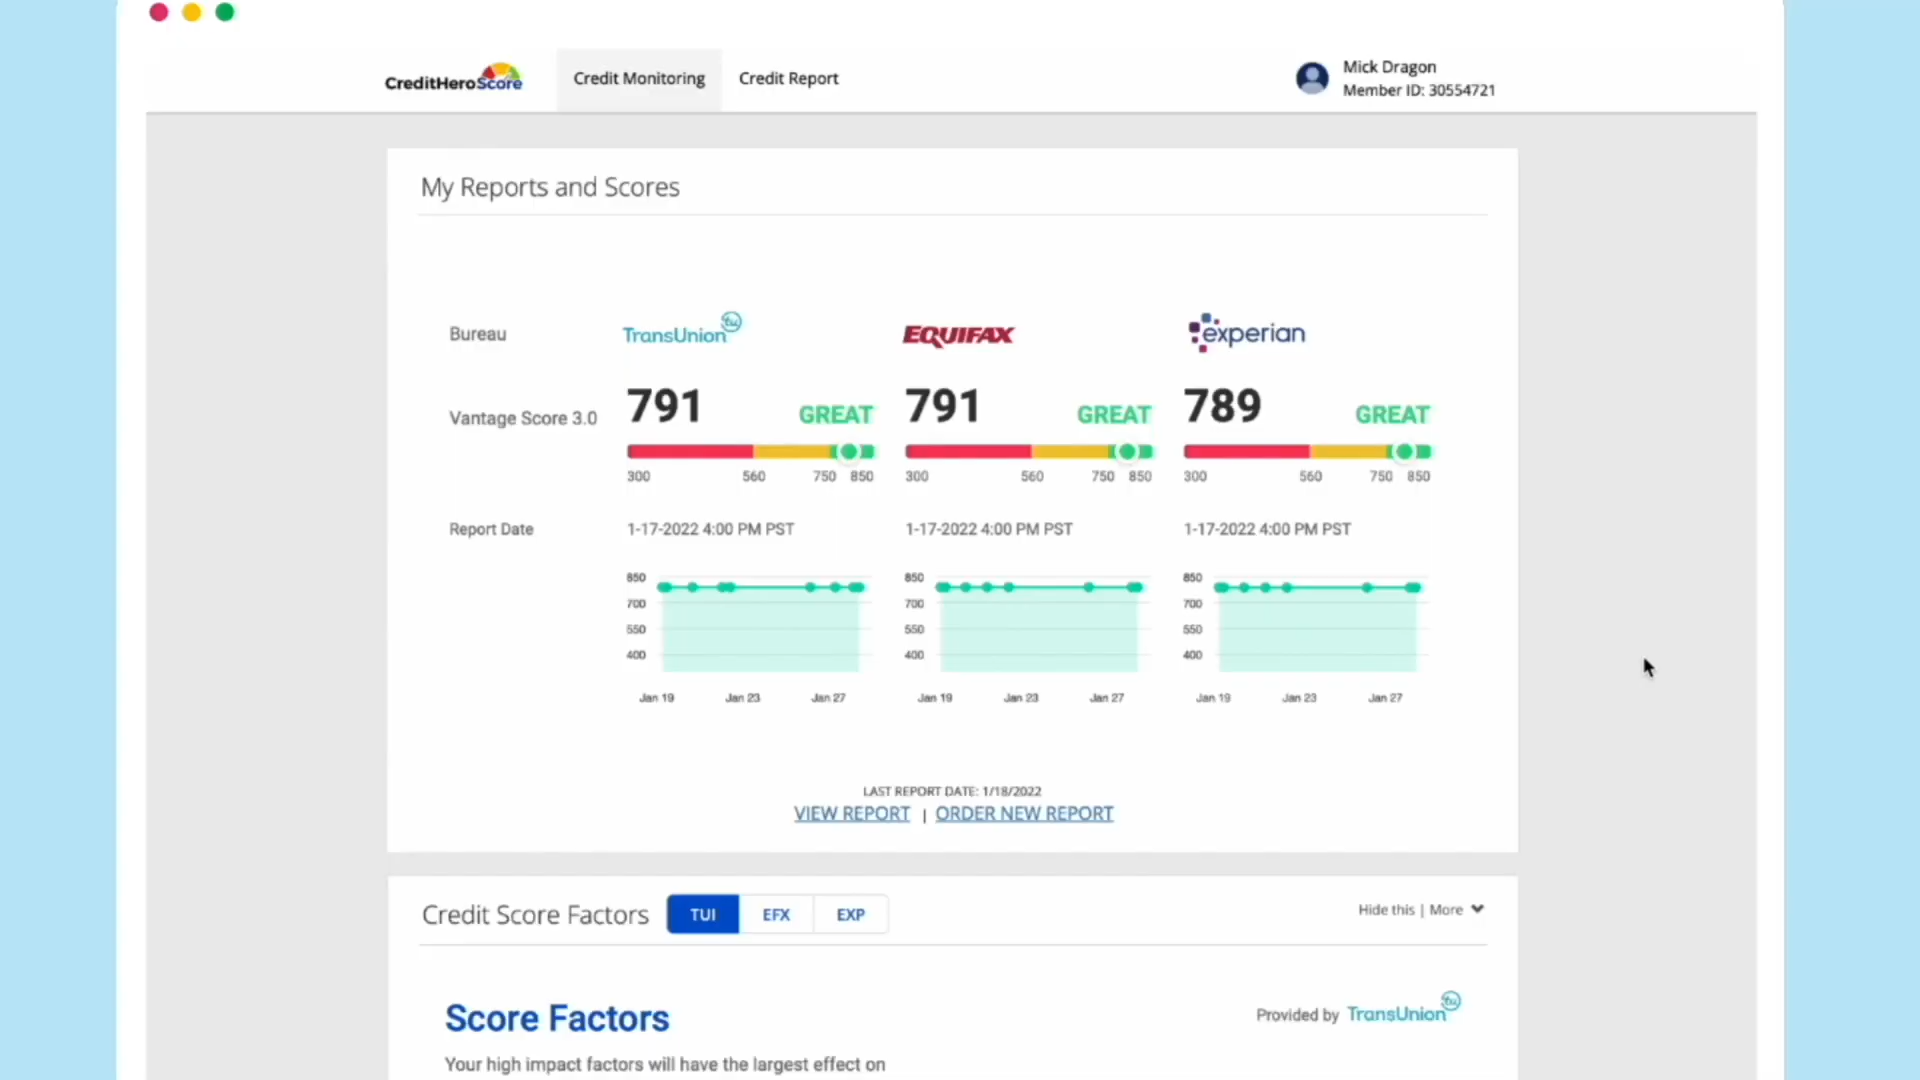 CreditHeroScore
Credit Monitoring
Credit Report
Mick Dragon
Member ID: 30554721
My Reports and Scores
Bureau
TransUnion tu
EQUIFAX
experian
Vantage Score 3.0
791 GREAT
791 GREAT
789 GREAT
300 560 750 850
300 560 750 850
300 560 750 850
Report Date
1-17-2022 4:00 PM PST
1-17-2022 4:00 PM PST
1-17-2022 4:00 PM PST
850
700
550
400
Jan 19 Jan 23 Jan 27
850
700
550
400
Jan 19 Jan 23 Jan 27
850
700
550
400
Jan 19 Jan 23 Jan 27
LAST REPORT DATE: 1/18/2022
VIEW REPORT | ORDER NEW REPORT
Credit Score Factors
TUI EFX EXP
Hide this | More
Score Factors
Provided by TransUnion tu
Your high impact factors will have the largest effect on